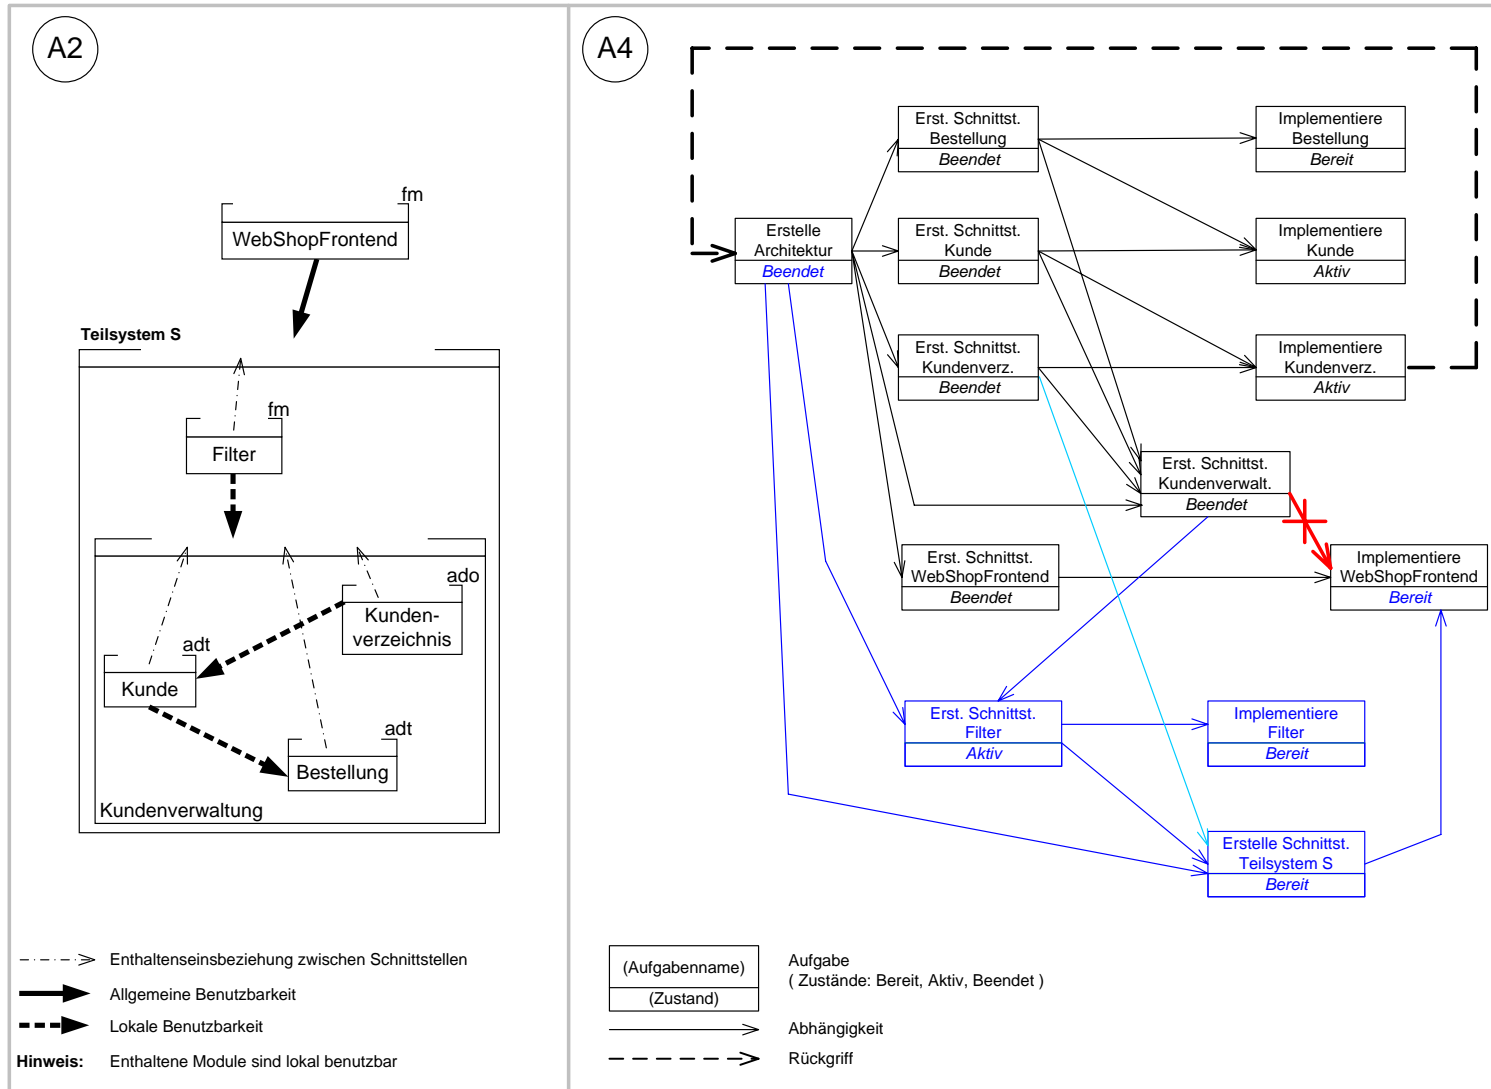 A2
fm
WebShopFrontend
Teilsystem S
fm
Filter
ado
Kunden-
verzeichnis
adt
Kunde
adt
Bestellung
Kundenverwaltung
Enthaltenseinsbeziehung zwischen Schnittstellen
Allgemeine Benutzbarkeit
Lokale Benutzbarkeit
Hinweis: Enthaltene Module sind lokal benutzbar
A4
Erst. Schnittst.
Bestellung
Beendet
Implementiere
Bestellung
Bereit
Erstelle
Architektur
Beendet
Erst. Schnittst.
Kunde
Beendet
Implementiere
Kunde
Aktiv
Erst. Schnittst.
Kundenverz.
Beendet
Implementiere
Kundenverz.
Aktiv
Erst. Schnittst.
Kundenverwalt.
Beendet
Erst. Schnittst.
WebShopFrontend
Beendet
Implementiere
WebShopFrontend
Bereit
Erst. Schnittst.
Filter
Aktiv
Implementiere
Filter
Bereit
Erstelle Schnittst.
Teilsystem S
Bereit
(Aufgabenname)
(Zustand)
Aufgabe
( Zustände: Bereit, Aktiv, Beendet )
Abhängigkeit
Rückgriff